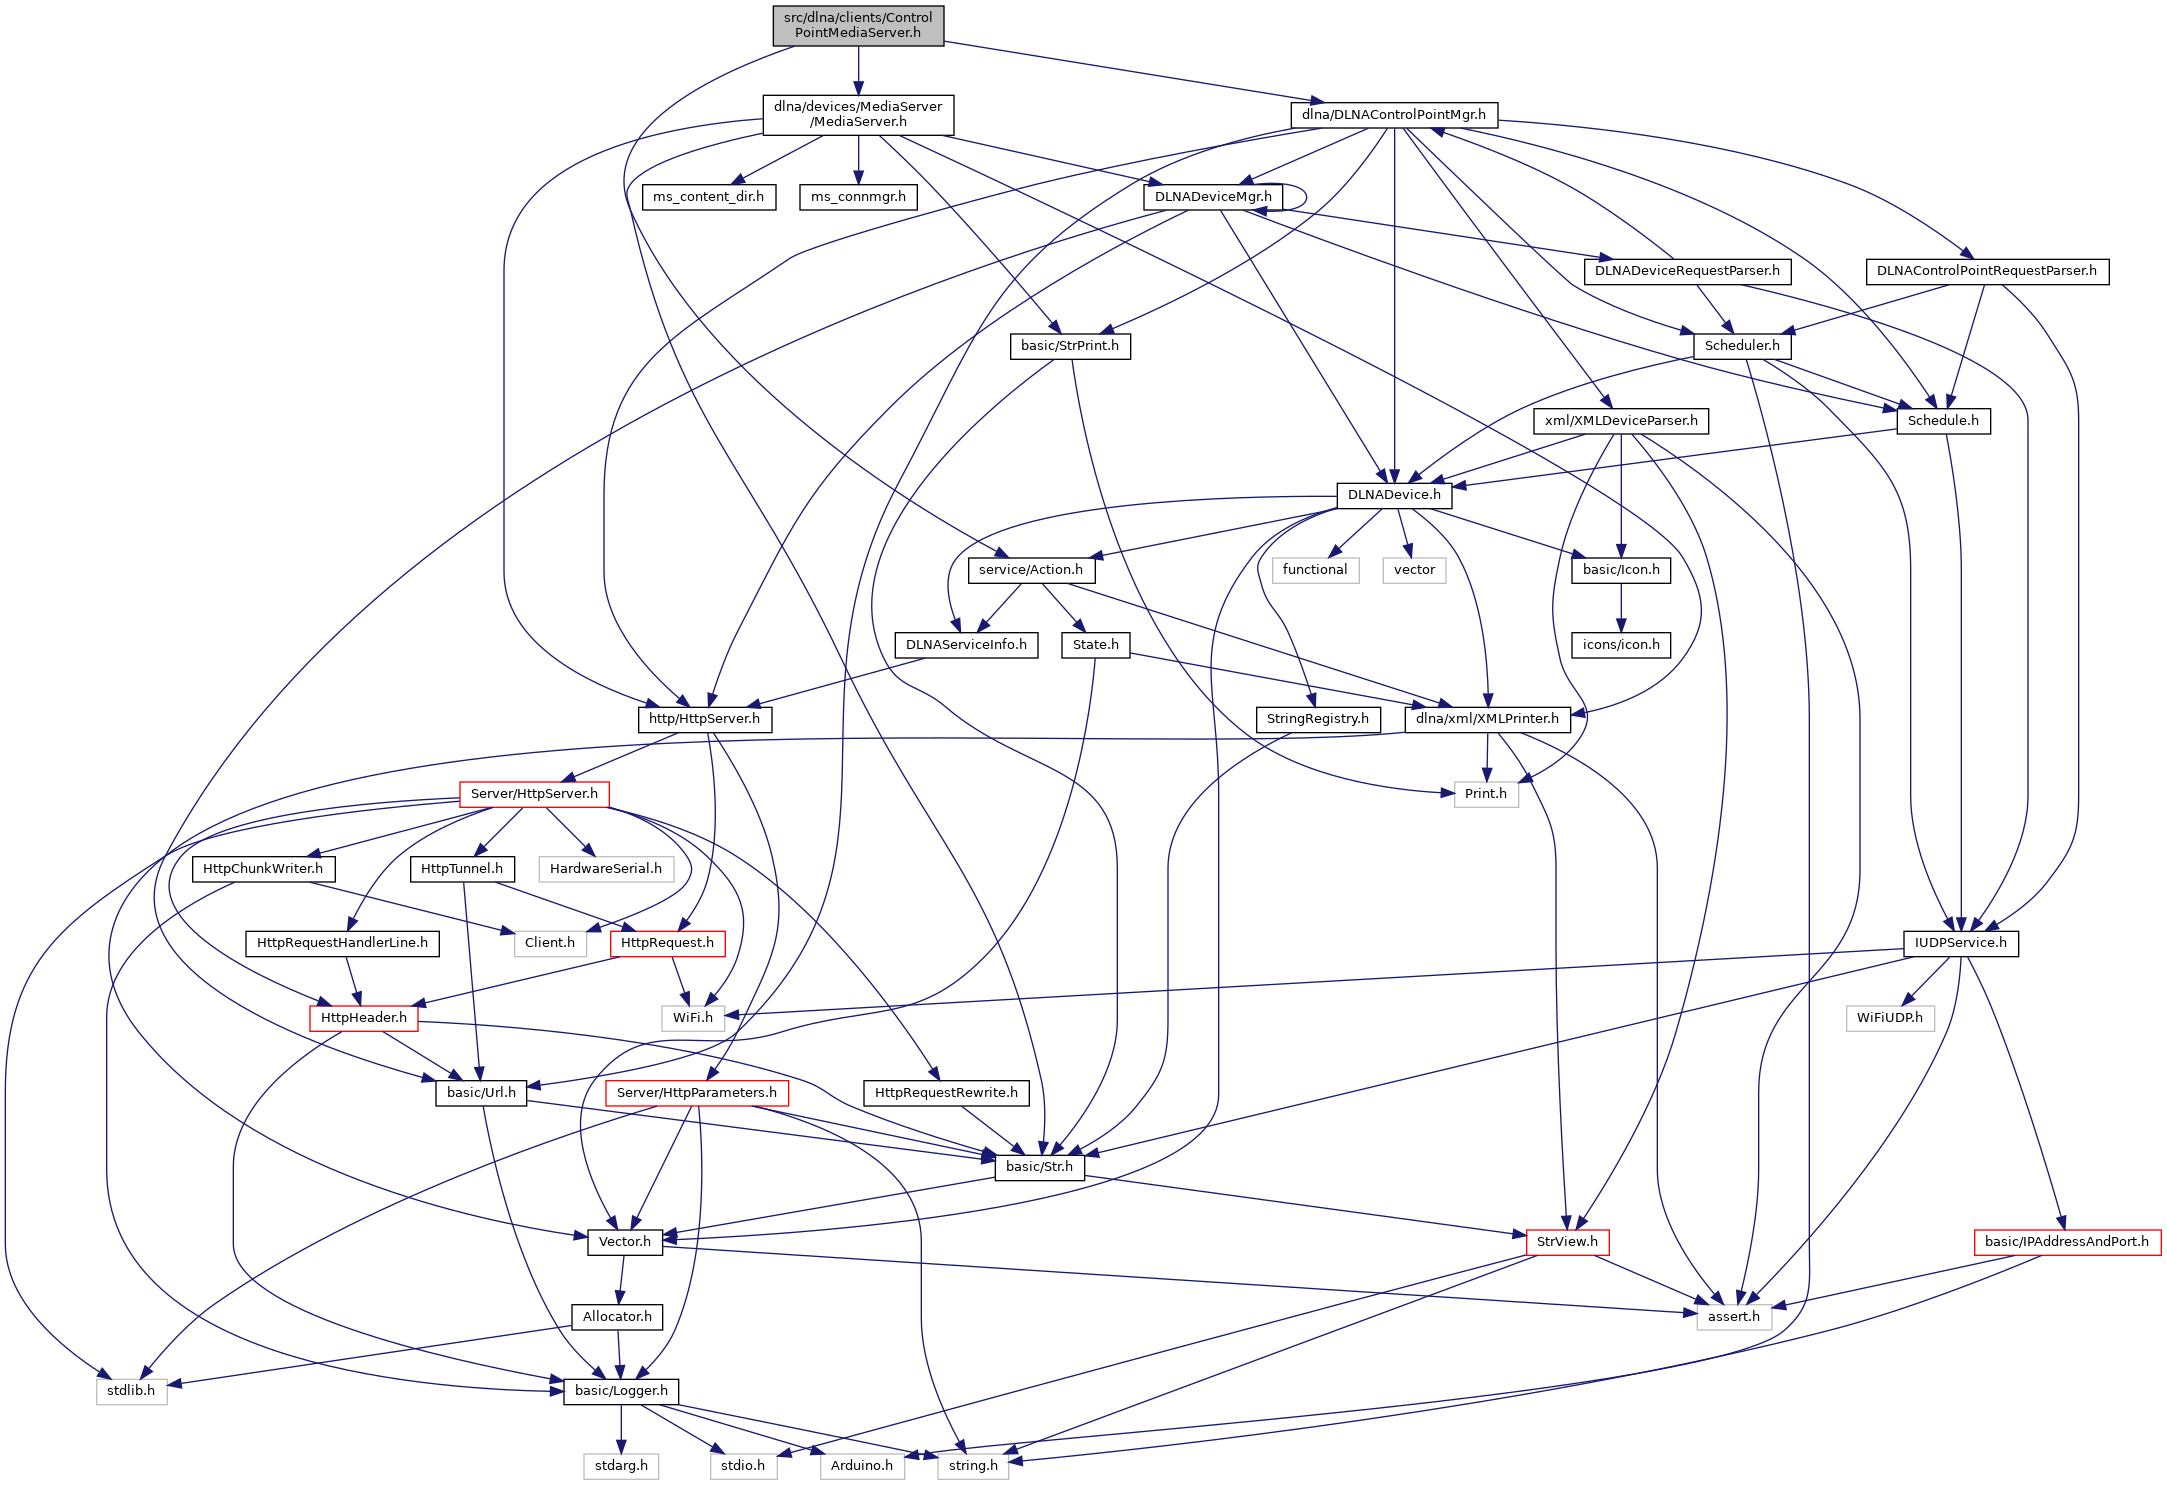 src/dlna/clients/Control
PointMediaServer.h
dlna/devices/MediaServer
/MediaServer.h
dlna/DLNAControlPointMgr.h
ms_content_dir.h
ms_connmgr.h
DLNADeviceMgr.h
DLNADeviceRequestParser.h
DLNAControlPointRequestParser.h
basic/StrPrint.h
Scheduler.h
xml/XMLDeviceParser.h
Schedule.h
DLNADevice.h
service/Action.h
functional
vector
basic/Icon.h
DLNAServiceInfo.h
State.h
icons/icon.h
http/HttpServer.h
StringRegistry.h
dlna/xml/XMLPrinter.h
Server/HttpServer.h
Print.h
HttpChunkWriter.h
HttpTunnel.h
HardwareSerial.h
HttpRequestHandlerLine.h
Client.h
HttpRequest.h
IUDPService.h
HttpHeader.h
WiFi.h
WiFiUDP.h
basic/Url.h
Server/HttpParameters.h
HttpRequestRewrite.h
basic/Str.h
Vector.h
StrView.h
basic/IPAddressAndPort.h
Allocator.h
assert.h
stdlib.h
basic/Logger.h
stdarg.h
stdio.h
Arduino.h
string.h